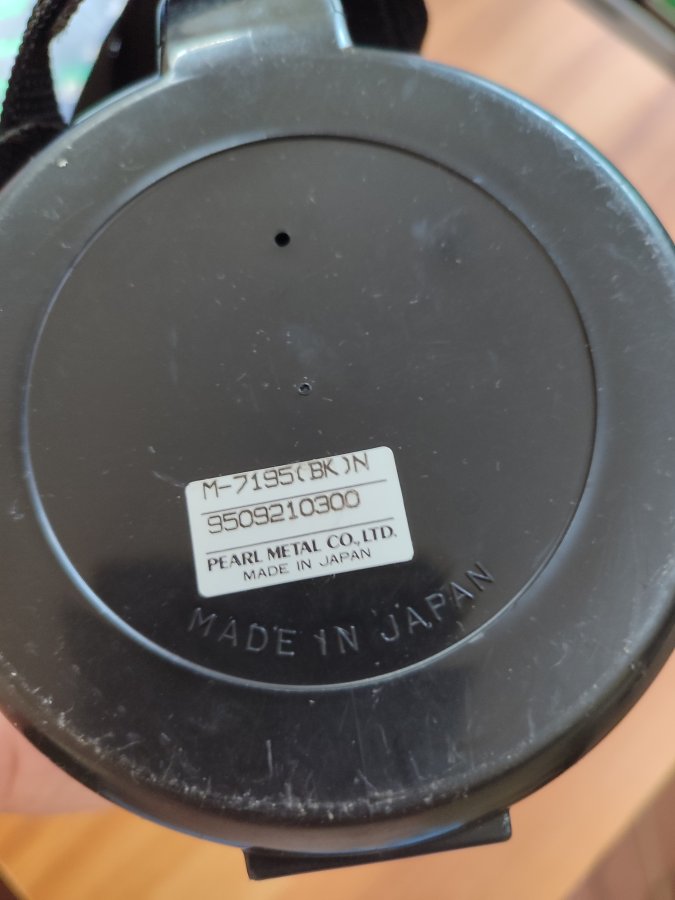 M-7195(BK)N
9509210300
PEARL METAL CO.,LTD.
MADE IN JAPAN
MADE IN JAPAN